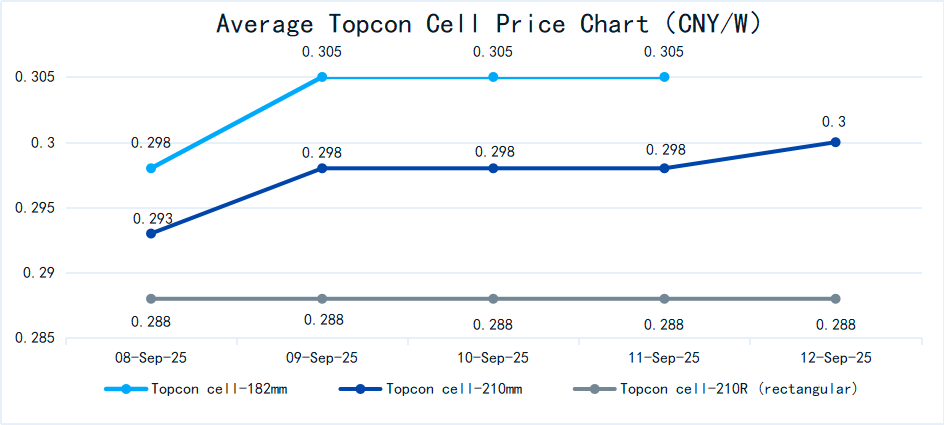 Average Topcon Cell Price Chart (CNY/W)
0.305 0.305 0.305
0.305
0.3
0.3 0.298
0.298 0.298 0.298
0.295 0.293
0.29
0.288 0.288 0.288 0.288 0.288
0.285
08-Sep-25 09-Sep-25 10-Sep-25 11-Sep-25 12-Sep-25
Topcon cell-182mm Topcon cell-210mm Topcon cell-210R (rectangular)